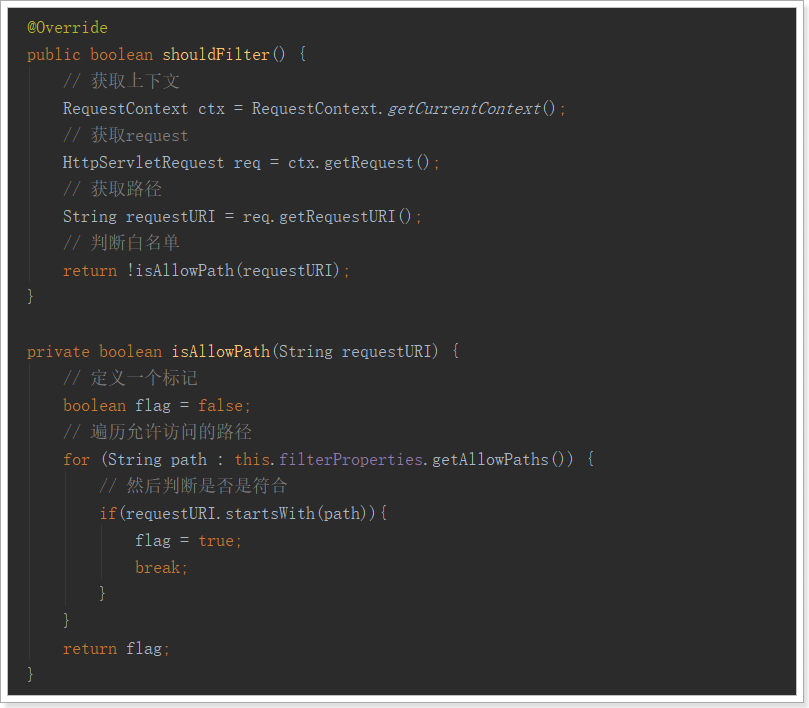 @Override
public boolean shouldFilter() {
    // 获取上下文
    RequestContext ctx = RequestContext.getCurrentContext();
    // 获取request
    HttpServletRequest req = ctx.getRequest();
    // 获取路径
    String requestURI = req.getRequestURI();
    // 判断白名单
    return !isAllowPath(requestURI);
}

private boolean isAllowPath(String requestURI) {
    // 定义一个标记
    boolean flag = false;
    // 遍历允许访问的路径
    for (String path : this.filterProperties.getAllowPaths()) {
        // 然后判断是否是符合
        if(requestURI.startsWith(path)){
            flag = true;
            break;
        }
    }
    return flag;
}